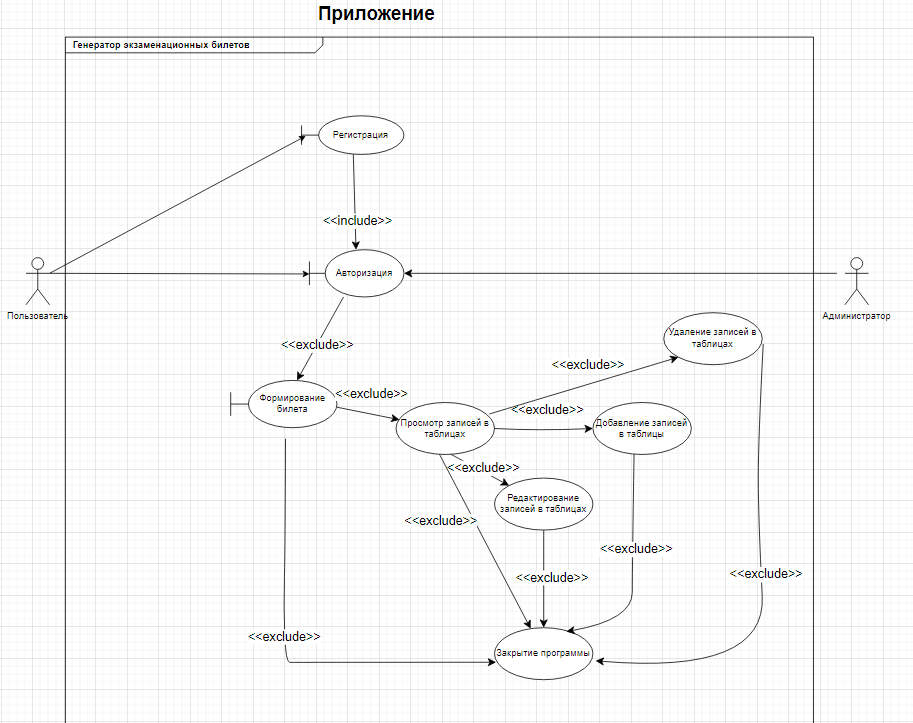 Приложение
Генератор экзаменационных билетов
Регистрация
<<include>>
Авторизация
Пользователь
Администратор
<<exclude>>
Удаление записей в
таблицах
<<exclude>>
Формирование
билета
<<exclude>>
<<exclude>>
Просмотр записей в
таблицах
Добавление записей
в таблицы
<<exclude>>
Редактирование
записей в таблицах
<<exclude>>
<<exclude>>
<<exclude>>
<<exclude>>
<<exclude>>
Закрытие программы